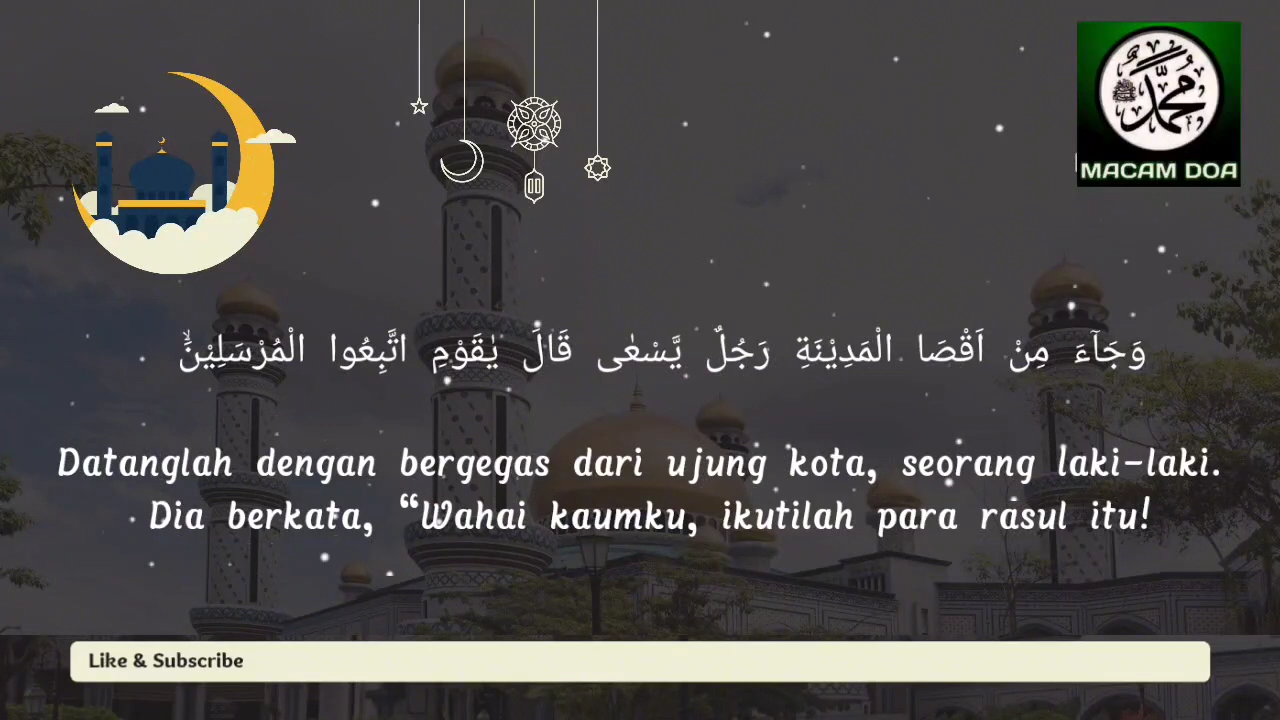 محمد
MACAM DOA
وَجَآءَ مِنْ اَقْصَا الْمَدِيْنَةِ رَجُلٌ يَّسْعٰى قَالَ يٰقَوْمِ اتَّبِعُوا الْمُرْسَلِيْنَۙ
Datanglah dengan bergegas dari ujung kota, seorang laki-laki.
Dia berkata, “Wahai kaumku, ikutilah para rasul itu!
Like & Subscribe